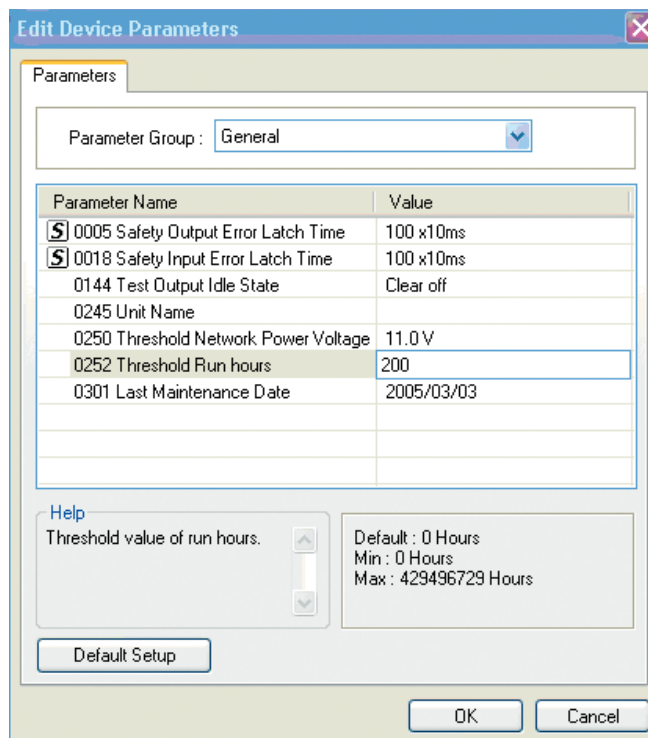 Edit Device Parameters
Parameters
Parameter Group : General
Parameter Name Value
S 0005 Safety Output Error Latch Time 100 x10ms
S 0018 Safety Input Error Latch Time 100 x10ms
0144 Test Output Idle State Clear off
0245 Unit Name
0250 Threshold Network Power Voltage 11.0 V
0252 Threshold Run hours 200
0301 Last Maintenance Date 2005/03/03
Help
Threshold value of run hours.
Default : 0 Hours
Min : 0 Hours
Max : 429496729 Hours
Default Setup
OK Cancel